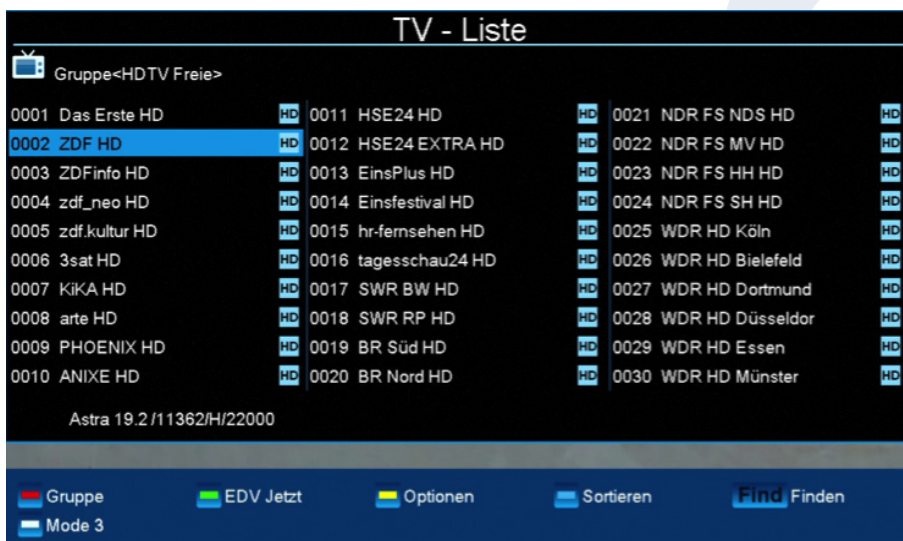 TV - Liste
Gruppe<HDTV Freie>
0001 Das Erste HD HD 0011 HSE24 HD HD 0021 NDR FS NDS HD HD
0002 ZDF HD HD 0012 HSE24 EXTRA HD HD 0022 NDR FS MV HD HD
0003 ZDFinfo HD HD 0013 EinsPlus HD HD 0023 NDR FS HH HD HD
0004 zdf_neo HD HD 0014 Einsfestival HD HD 0024 NDR FS SH HD HD
0005 zdf.kultur HD HD 0015 hr-fernsehen HD HD 0025 WDR HD Köln HD
0006 3sat HD HD 0016 tagesschau24 HD HD 0026 WDR HD Bielefeld HD
0007 KiKA HD HD 0017 SWR BW HD HD 0027 WDR HD Dortmund HD
0008 arte HD HD 0018 SWR RP HD HD 0028 WDR HD Düsseldor HD
0009 PHOENIX HD HD 0019 BR Süd HD HD 0029 WDR HD Essen HD
0010 ANIXE HD HD 0020 BR Nord HD HD 0030 WDR HD Münster HD
Astra 19.2 /11362/H/22000
Gruppe EDV Jetzt Optionen Sortieren Find Finden
Mode 3